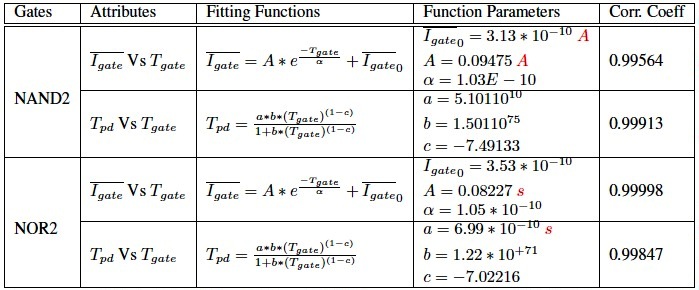 Gates Attributes Fitting Functions Function Parameters Corr. Coeff
NAND2
$\overline{I_{gate}}$ Vs $T_{gate}$
$\overline{I_{gate}} = A * e^{\frac{-T_{gate}}{\alpha}} + \overline{I_{gate}}_0$
$\overline{I_{gate}}_0 = 3.13 * 10^{-10}$ A
$A = 0.09475$ A
$\alpha = 1.03E - 10$
0.99564
$T_{pd}$ Vs $T_{gate}$
$T_{pd} = \frac{a*b*(T_{gate})^{(1-c)}}{1+b*(T_{gate})^{(1-c)}}$
$a = 5.10110^{10}$
$b = 1.50110^{75}$
$c = -7.49133$
0.99913
NOR2
$\overline{I_{gate}}$ Vs $T_{gate}$
$\overline{I_{gate}} = A * e^{\frac{-T_{gate}}{\alpha}} + \overline{I_{gate}}_0$
$I_{gate_0} = 3.53 * 10^{-10}$
$A = 0.08227$ s
$\alpha = 1.05 * 10^{-10}$
0.99998
$T_{pd}$ Vs $T_{gate}$
$T_{pd} = \frac{a*b*(T_{gate})^{(1-c)}}{1+b*(T_{gate})^{(1-c)}}$
$a = 6.99 * 10^{-10}$ s
$b = 1.22 * 10^{+71}$
$c = -7.02216$
0.99847